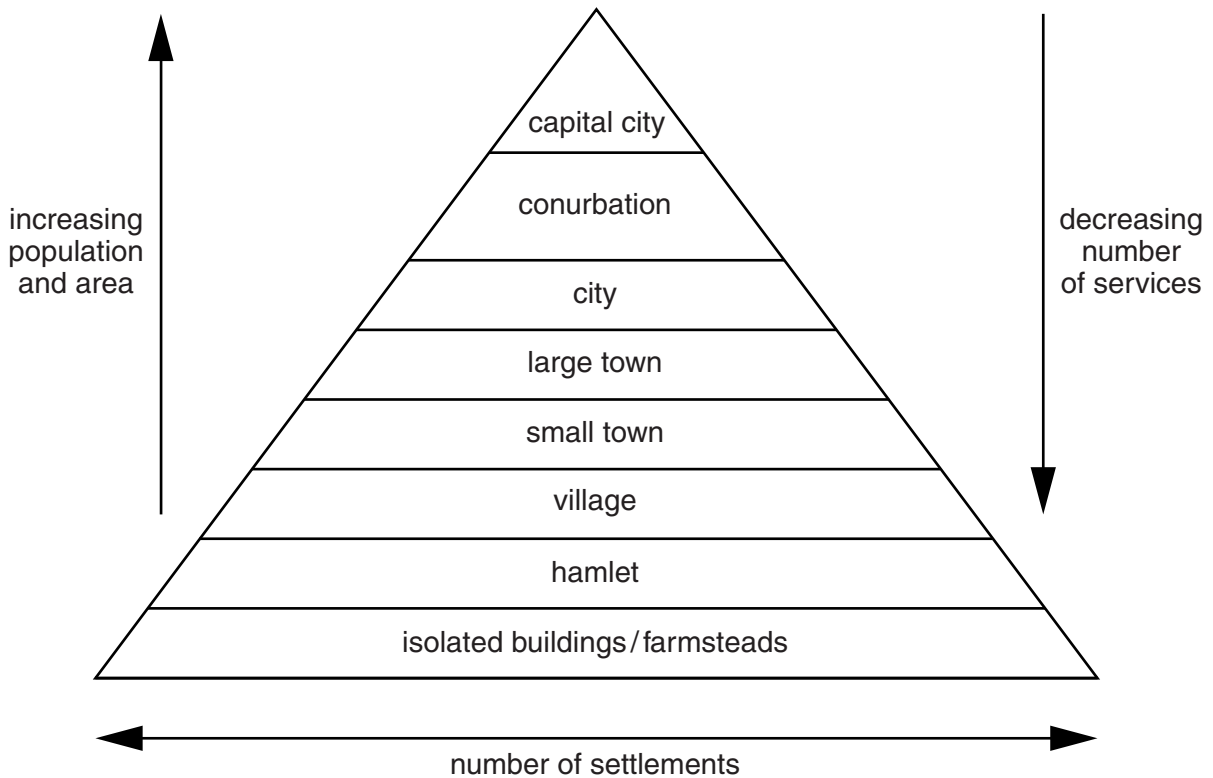 capital city
conurbation
increasing
population
and area
decreasing
number
of services
city
large town
small town
village
hamlet
isolated buildings/farmsteads
number of settlements